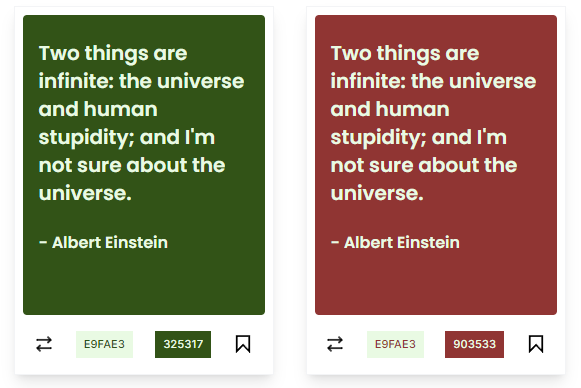 Two things are
infinite: the universe
and human
stupidity; and I'm
not sure about the
universe.
- Albert Einstein
E9FAE3
325317
Two things are
infinite: the universe
and human
stupidity; and I'm
not sure about the
universe.
- Albert Einstein
E9FAE3
903533